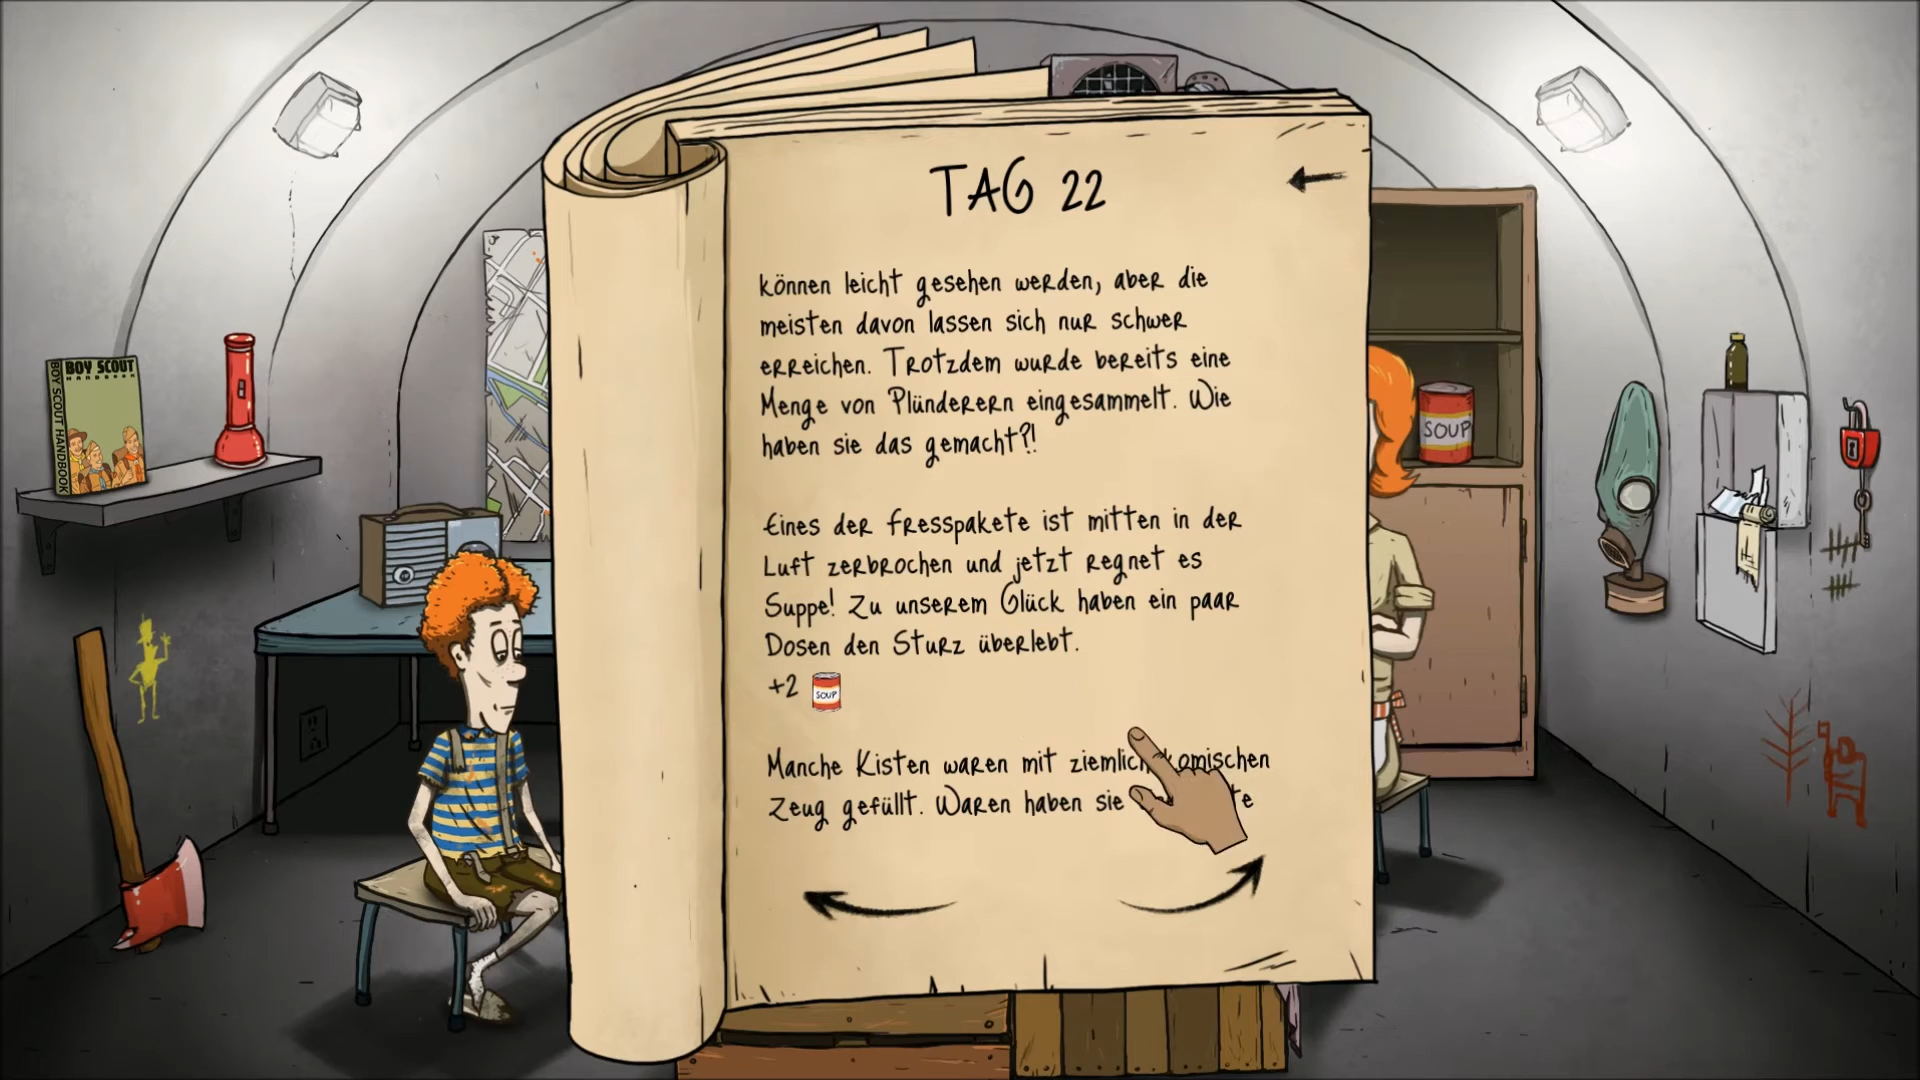 TAG 22
können leicht gesehen werden, aber die
meisten davon lassen sich nur schwer
erreichen. Trotzdem wurde bereits eine
Menge von Plünderern eingesammelt. Wie
haben sie das gemacht?!
Eines der Fresspakete ist mitten in der
Luft zerbrochen und jetzt regnet es
Suppe! Zu unserem Glück haben ein paar
Dosen den Sturz überlebt.
+2 SOUP
Manche Kisten waren mit ziemlich
Zeug gefüllt. Waren haben sie
BOY SCOUT
HANDBOOK
BOY SCOUT HANDBOOK
SOUP